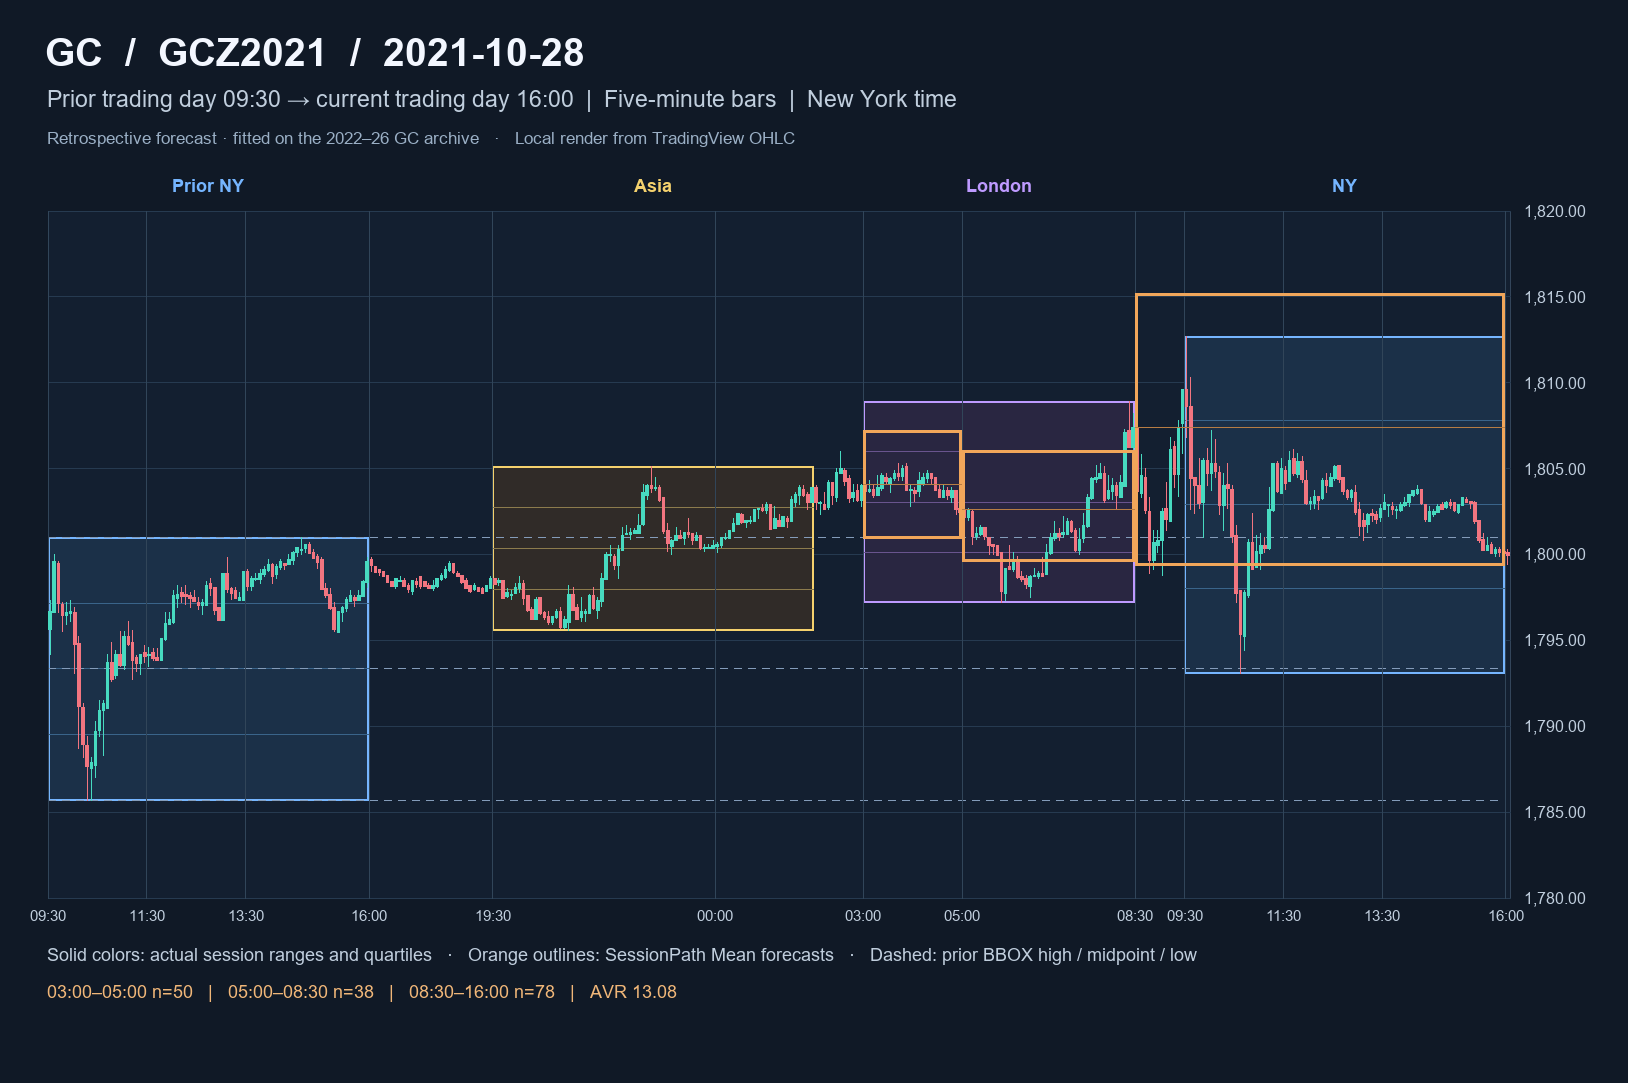 GC / GCZ2021 / 2021-10-28
Prior trading day 09:30 → current trading day 16:00 | Five-minute bars | New York time
Retrospective forecast · fitted on the 2022–26 GC archive · Local render from TradingView OHLC
Prior NY Asia London NY
1,820.00
1,815.00
1,810.00
1,805.00
1,800.00
1,795.00
1,790.00
1,785.00
1,780.00
09:30 11:30 13:30 16:00 19:30 00:00 03:00 05:00 08:30 09:30 11:30 13:30 16:00
Solid colors: actual session ranges and quartiles · Orange outlines: SessionPath Mean forecasts · Dashed: prior BBOX high / midpoint / low
03:00–05:00 n=50 | 05:00–08:30 n=38 | 08:30–16:00 n=78 | AVR 13.08